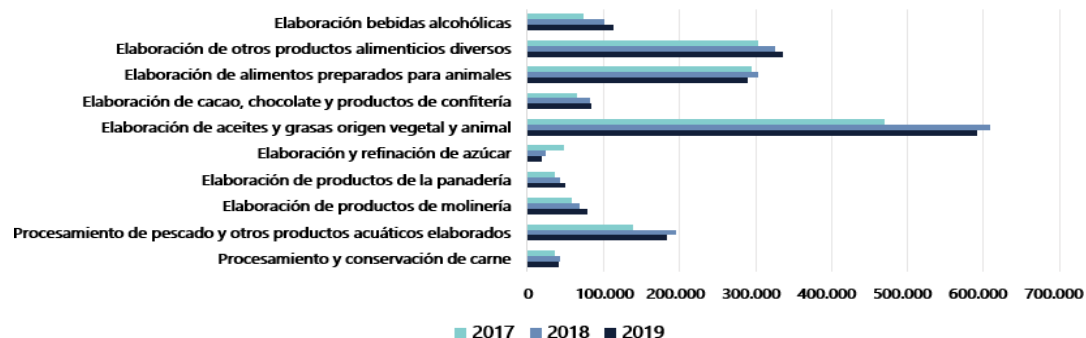 Elaboración bebidas alcohólicas
Elaboración de otros productos alimenticios diversos
Elaboración de alimentos preparados para animales
Elaboración de cacao, chocolate y productos de confitería
Elaboración de aceites y grasas origen vegetal y animal
Elaboración y refinación de azúcar
Elaboración de productos de la panadería
Elaboración de productos de molinería
Procesamiento de pescado y otros productos acuáticos elaborados
Procesamiento y conservación de carne
0 100.000 200.000 300.000 400.000 500.000 600.000 700.000
2017 2018 2019